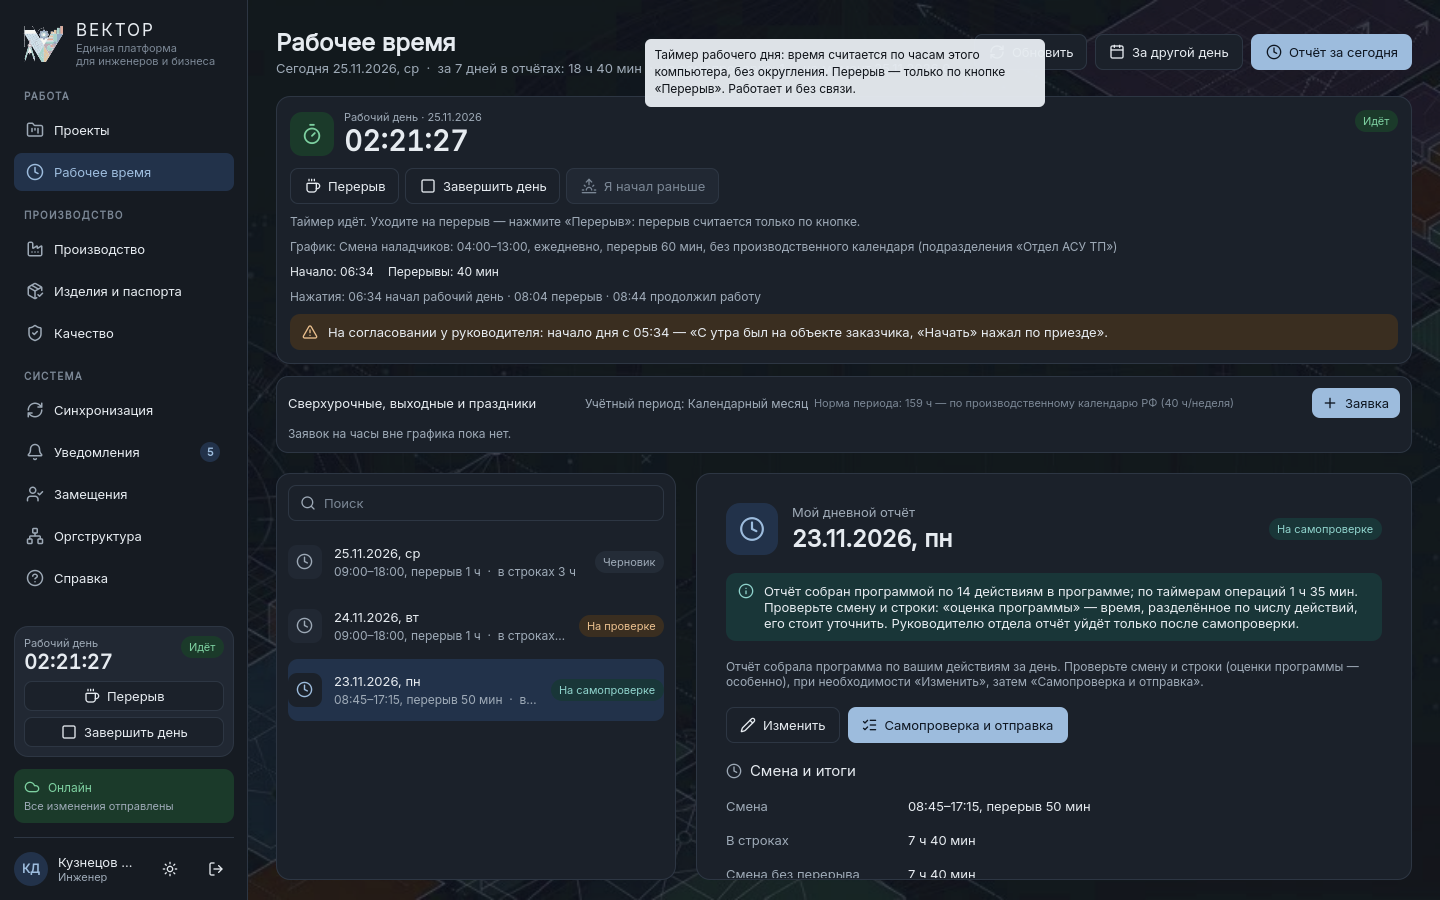 ВЕКТОР
Единая платформа
для инженеров и бизнеса
РАБОТА
Проекты
Рабочее время
ПРОИЗВОДСТВО
Производство
Изделия и паспорта
Качество
СИСТЕМА
Синхронизация
Уведомления
5
Замещения
Оргструктура
Справка
Рабочий день
Идёт
02:21:27
Перерыв
Завершить день
Онлайн
Все изменения отправлены
КД
Кузнецов ...
Инженер
Рабочее время
Сегодня 25.11.2026, ср · за 7 дней в отчётах: 18 ч 40 мин
Таймер рабочего дня: время считается по часам этого
компьютера, без округления. Перерыв — только по кнопке
«Перерыв». Работает и без связи.
Обновить
За другой день
Отчёт за сегодня
Рабочий день · 25.11.2026
02:21:27
Идёт
Перерыв
Завершить день
Я начал раньше
Таймер идёт. Уходите на перерыв — нажмите «Перерыв»: перерыв считается только по кнопке.
График: Смена наладчиков: 04:00–13:00, ежедневно, перерыв 60 мин, без производственного календаря (подразделения «Отдел АСУ ТП»)
Начало: 06:34 Перерывы: 40 мин
Нажатия: 06:34 начал рабочий день · 08:04 перерыв · 08:44 продолжил работу
На согласовании у руководителя: начало дня с 05:34 — «С утра был на объекте заказчика, «Начать» нажал по приезде».
Сверхурочные, выходные и праздники
Учётный период: Календарный месяц
Норма периода: 159 ч — по производственному календарю РФ (40 ч/неделя)
Заявка
Заявок на часы вне графика пока нет.
Поиск
25.11.2026, ср
09:00–18:00, перерыв 1 ч · в строках 3 ч
Черновик
24.11.2026, вт
09:00–18:00, перерыв 1 ч · в строках...
На проверке
23.11.2026, пн
08:45–17:15, перерыв 50 мин · в...
На самопроверке
Мой дневной отчёт
23.11.2026, пн
На самопроверке
Отчёт собран программой по 14 действиям в программе; по таймерам операций 1 ч 35 мин.
Проверьте смену и строки: «оценка программы» — время, разделённое по числу действий,
его стоит уточнить. Руководителю отдела отчёт уйдёт только после самопроверки.
Отчёт собрала программа по вашим действиям за день. Проверьте смену и строки (оценки программы —
особенно), при необходимости «Изменить», затем «Самопроверка и отправка».
Изменить
Самопроверка и отправка
Смена и итоги
Смена
08:45–17:15, перерыв 50 мин
В строках
7 ч 40 мин
Смена без перерыва
7 ч 40 мин